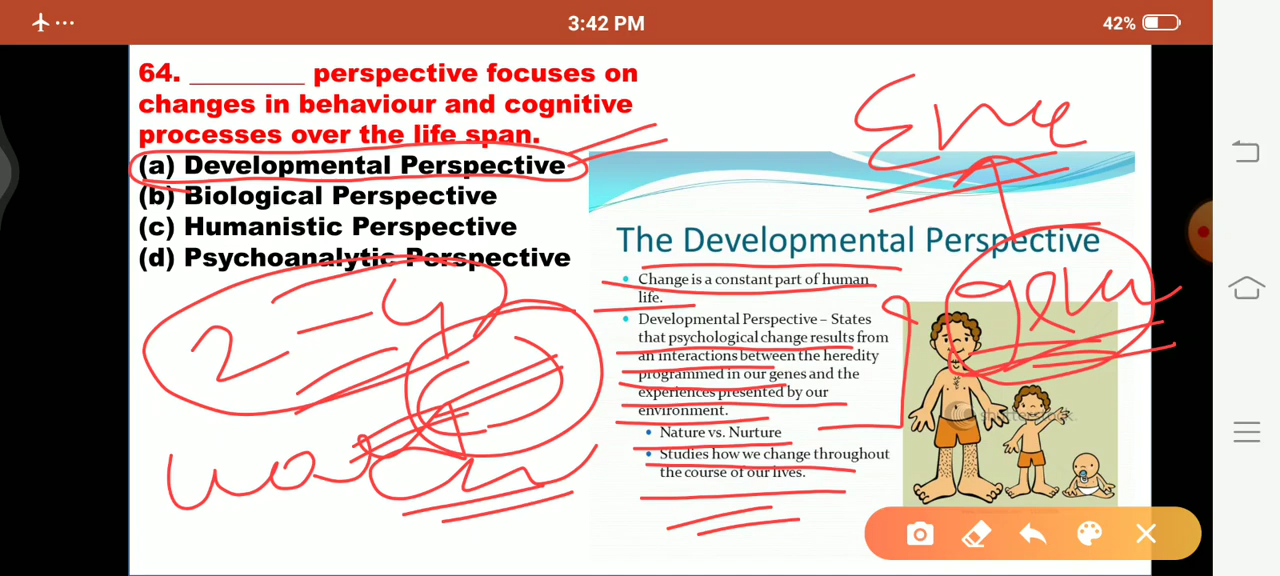 3:42 PM
42%
64. ________ perspective focuses on
changes in behaviour and cognitive
processes over the life span.
(a) Developmental Perspective
(b) Biological Perspective
(c) Humanistic Perspective
(d) Psychoanalytic Perspective
The Developmental Perspective
Change is a constant part of human
life.
Developmental Perspective – States
that psychological change results from
an interactions between the heredity
programmed in our genes and the
experiences presented by our
environment.
Nature vs. Nurture
Studies how we change throughout
the course of our lives.
2 - 4